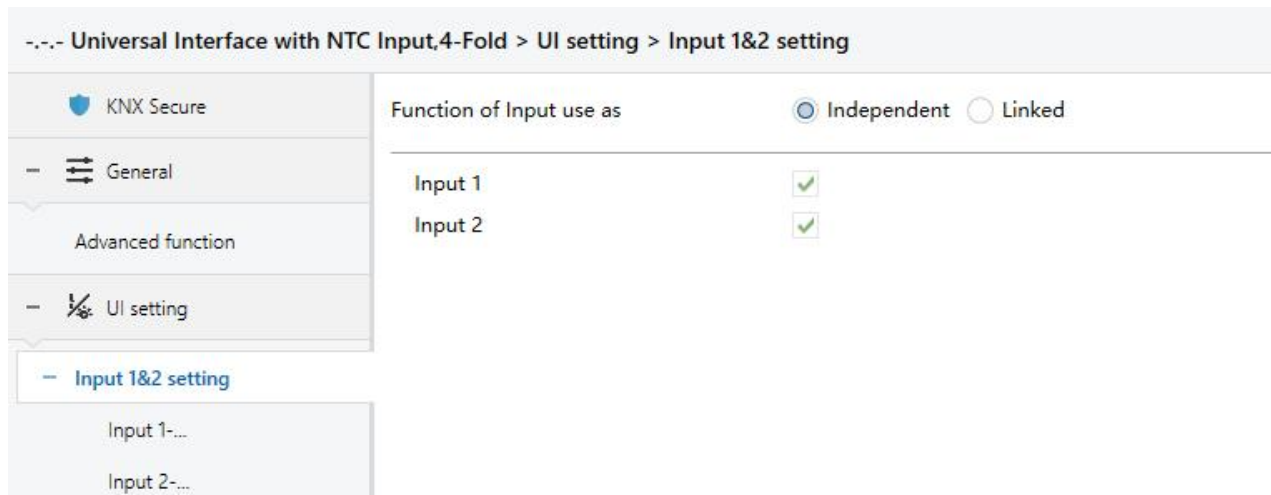 -.-.- Universal Interface with NTC Input,4-Fold > UI setting > Input 1&2 setting
KNX Secure
Function of Input use as Independent Linked
General
Input 1
Input 2
Advanced function
UI setting
Input 1&2 setting
Input 1-...
Input 2-...